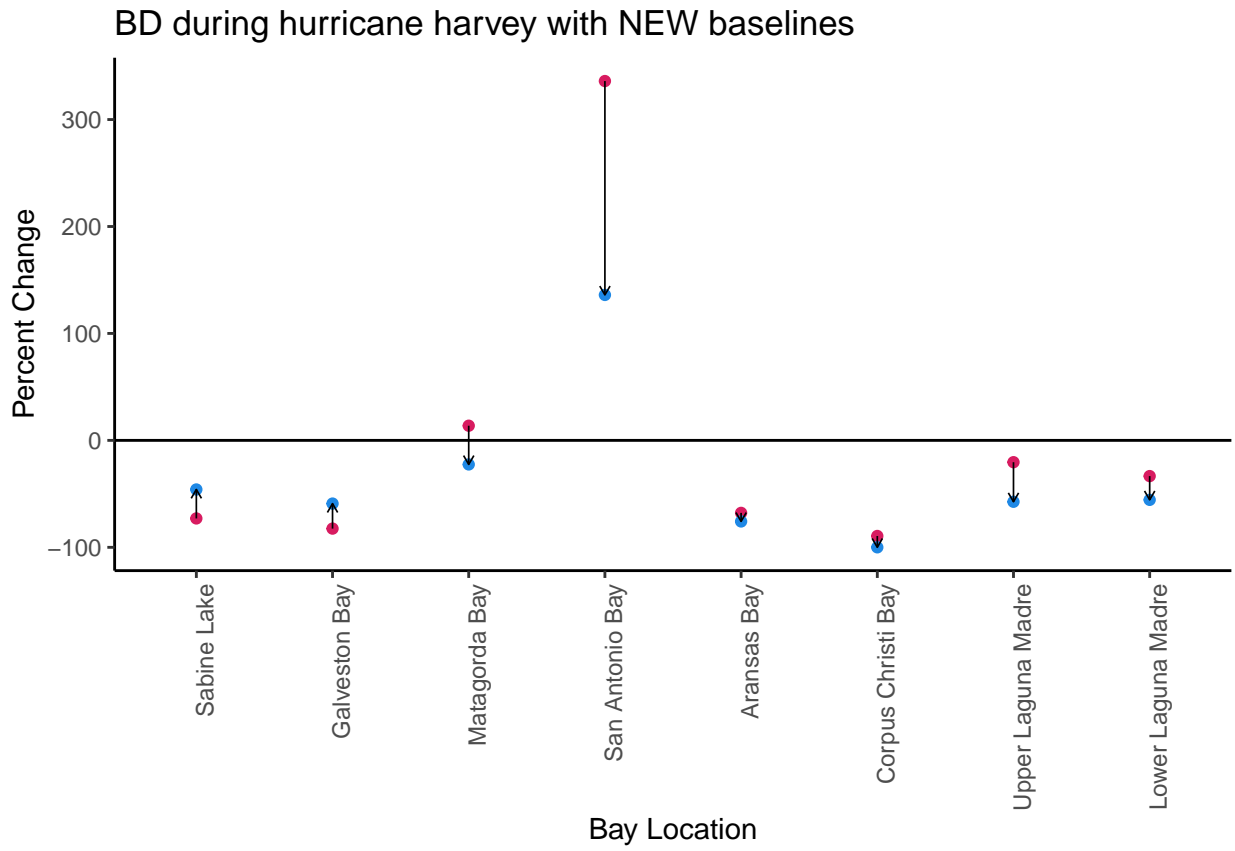 BD during hurricane harvey with NEW baselines
Percent Change
300
200
100
0
−100
Sabine Lake
Galveston Bay
Matagorda Bay
San Antonio Bay
Aransas Bay
Corpus Christi Bay
Upper Laguna Madre
Lower Laguna Madre
Bay Location